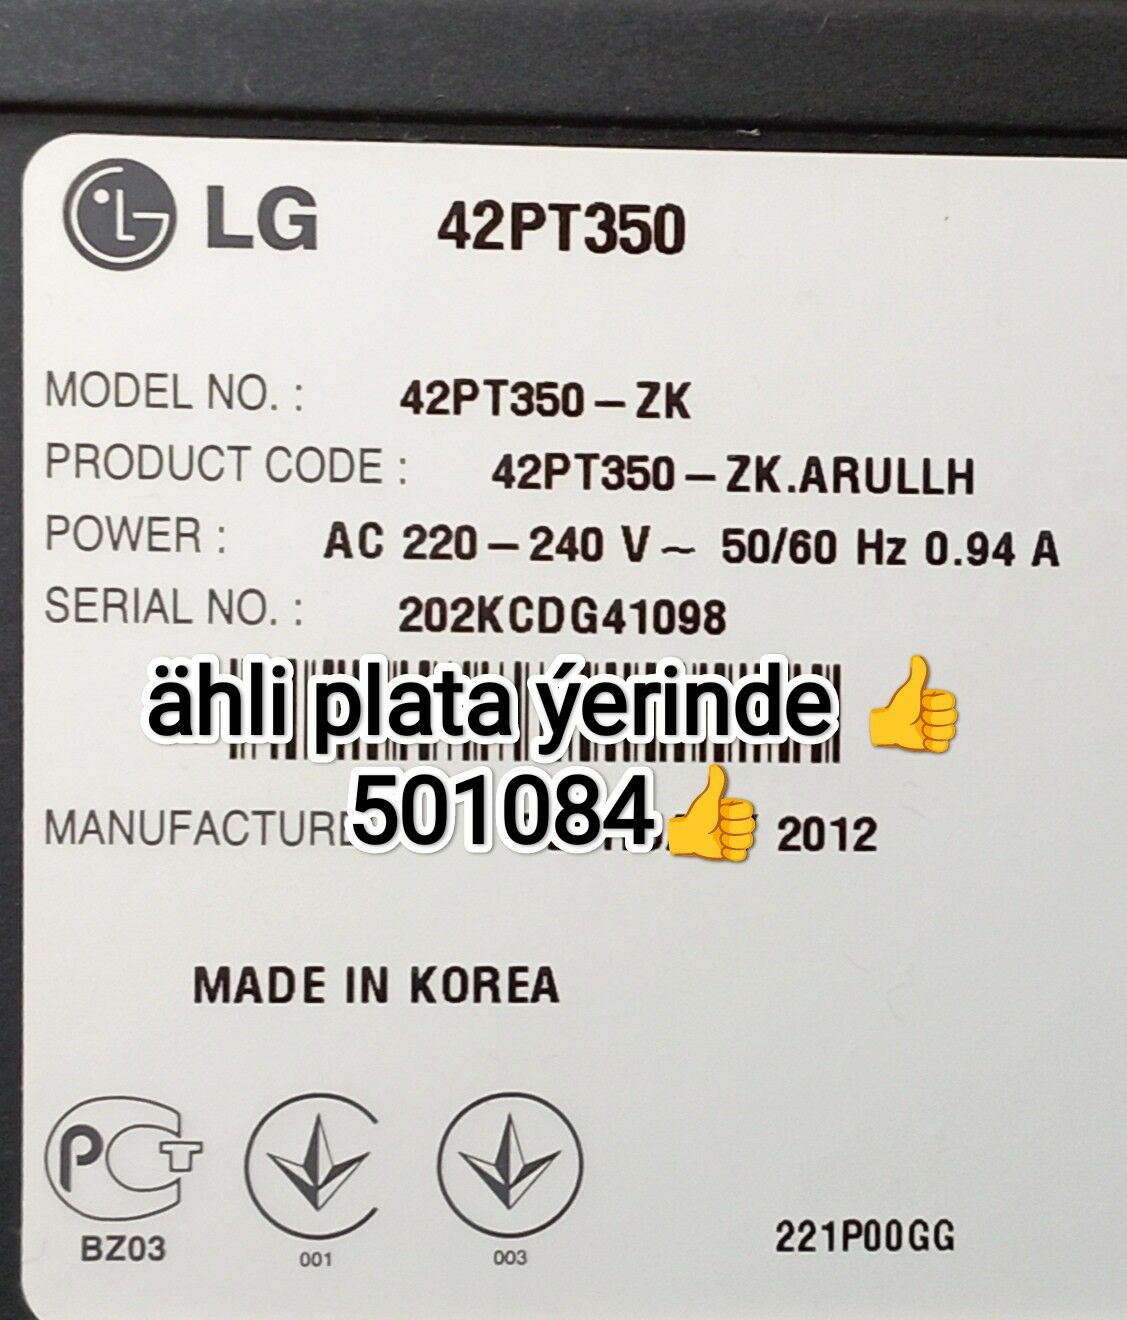 LG 42PT350
MODEL NO. : 42PT350-ZK
PRODUCT CODE : 42PT350-ZK.ARULLH
POWER : AC 220-240 V~ 50/60 Hz 0.94 A
SERIAL NO. : 202KCDG41098
ähli plata ýerinde 👍
501084👍
2012
MADE IN KOREA
PCT
BZ03 001 003 221P00GG